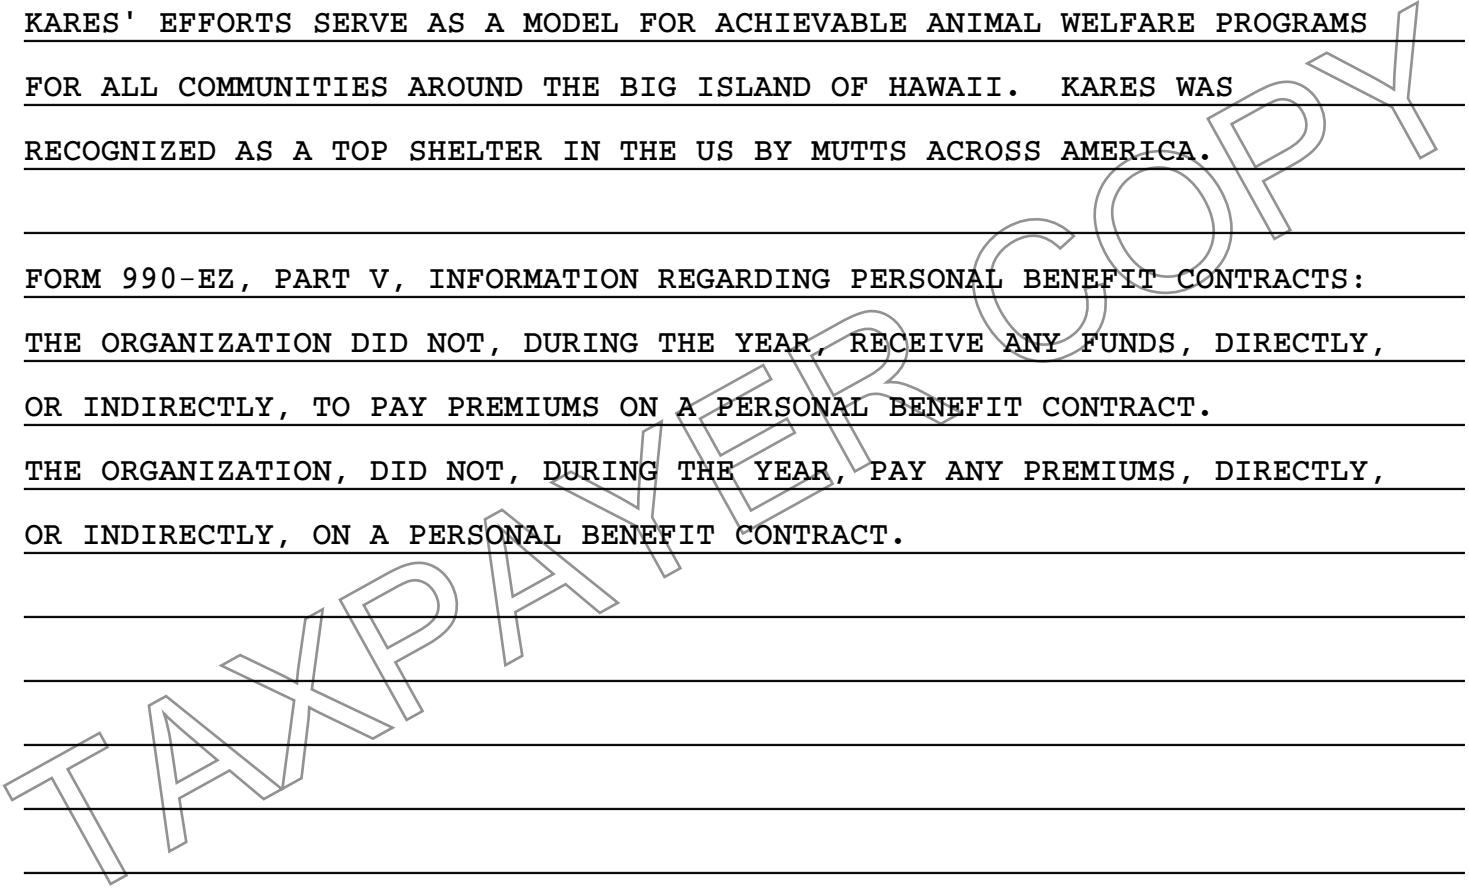 KARES' EFFORTS SERVE AS A MODEL FOR ACHIEVABLE ANIMAL WELFARE PROGRAMS
FOR ALL COMMUNITIES AROUND THE BIG ISLAND OF HAWAII.  KARES WAS
RECOGNIZED AS A TOP SHELTER IN THE US BY MUTTS ACROSS AMERICA.
FORM 990-EZ, PART V, INFORMATION REGARDING PERSONAL BENEFIT CONTRACTS:
THE ORGANIZATION DID NOT, DURING THE YEAR, RECEIVE ANY FUNDS, DIRECTLY,
OR INDIRECTLY, TO PAY PREMIUMS ON A PERSONAL BENEFIT CONTRACT.
THE ORGANIZATION, DID NOT, DURING THE YEAR, PAY ANY PREMIUMS, DIRECTLY,
OR INDIRECTLY, ON A PERSONAL BENEFIT CONTRACT.
TAXPAYER COPY